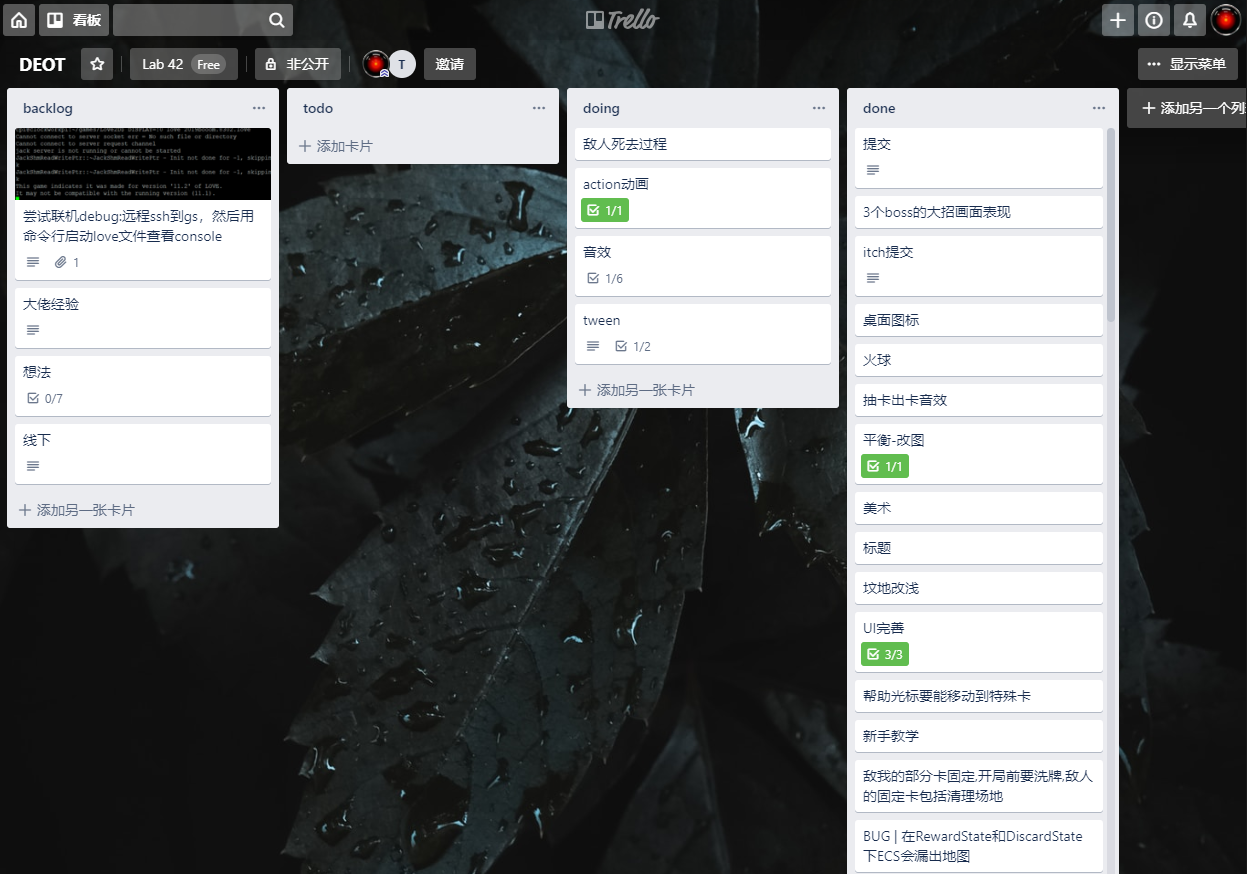 看板
Trello
DEOT
Lab 42 Free
非公开
T
邀请
显示菜单
backlog
Cannot connect to server socket err = No such file or directory
Cannot connect to server request channel
jack server is not running or cannot be started
JackShmReadWritePtr::~JackShmReadWritePtr - Init not done for -1, skippin
g
JackShmReadWritePtr::~JackShmReadWritePtr - Init not done for -1, skippin
g
This game indicates it was made for version '11.2' of LOVE.
It may not be compatible with the running version (11.1).
尝试联机debug:远程ssh到gs，然后用
命令行启动love文件查看console
1
大佬经验
想法
0/7
线下
添加另一张卡片
todo
添加卡片
doing
敌人死去过程
action动画
1/1
音效
1/6
tween
1/2
添加另一张卡片
done
提交
3个boss的大招画面表现
itch提交
桌面图标
火球
抽卡出卡音效
平衡-改图
1/1
美术
标题
坟地改浅
UI完善
3/3
帮助光标要能移动到特殊卡
新手教学
敌我的部分卡固定,开局前要洗牌,敌人
的固定卡包括清理场地
BUG | 在RewardState和DiscardState
下ECS会漏出地图
添加另一个列